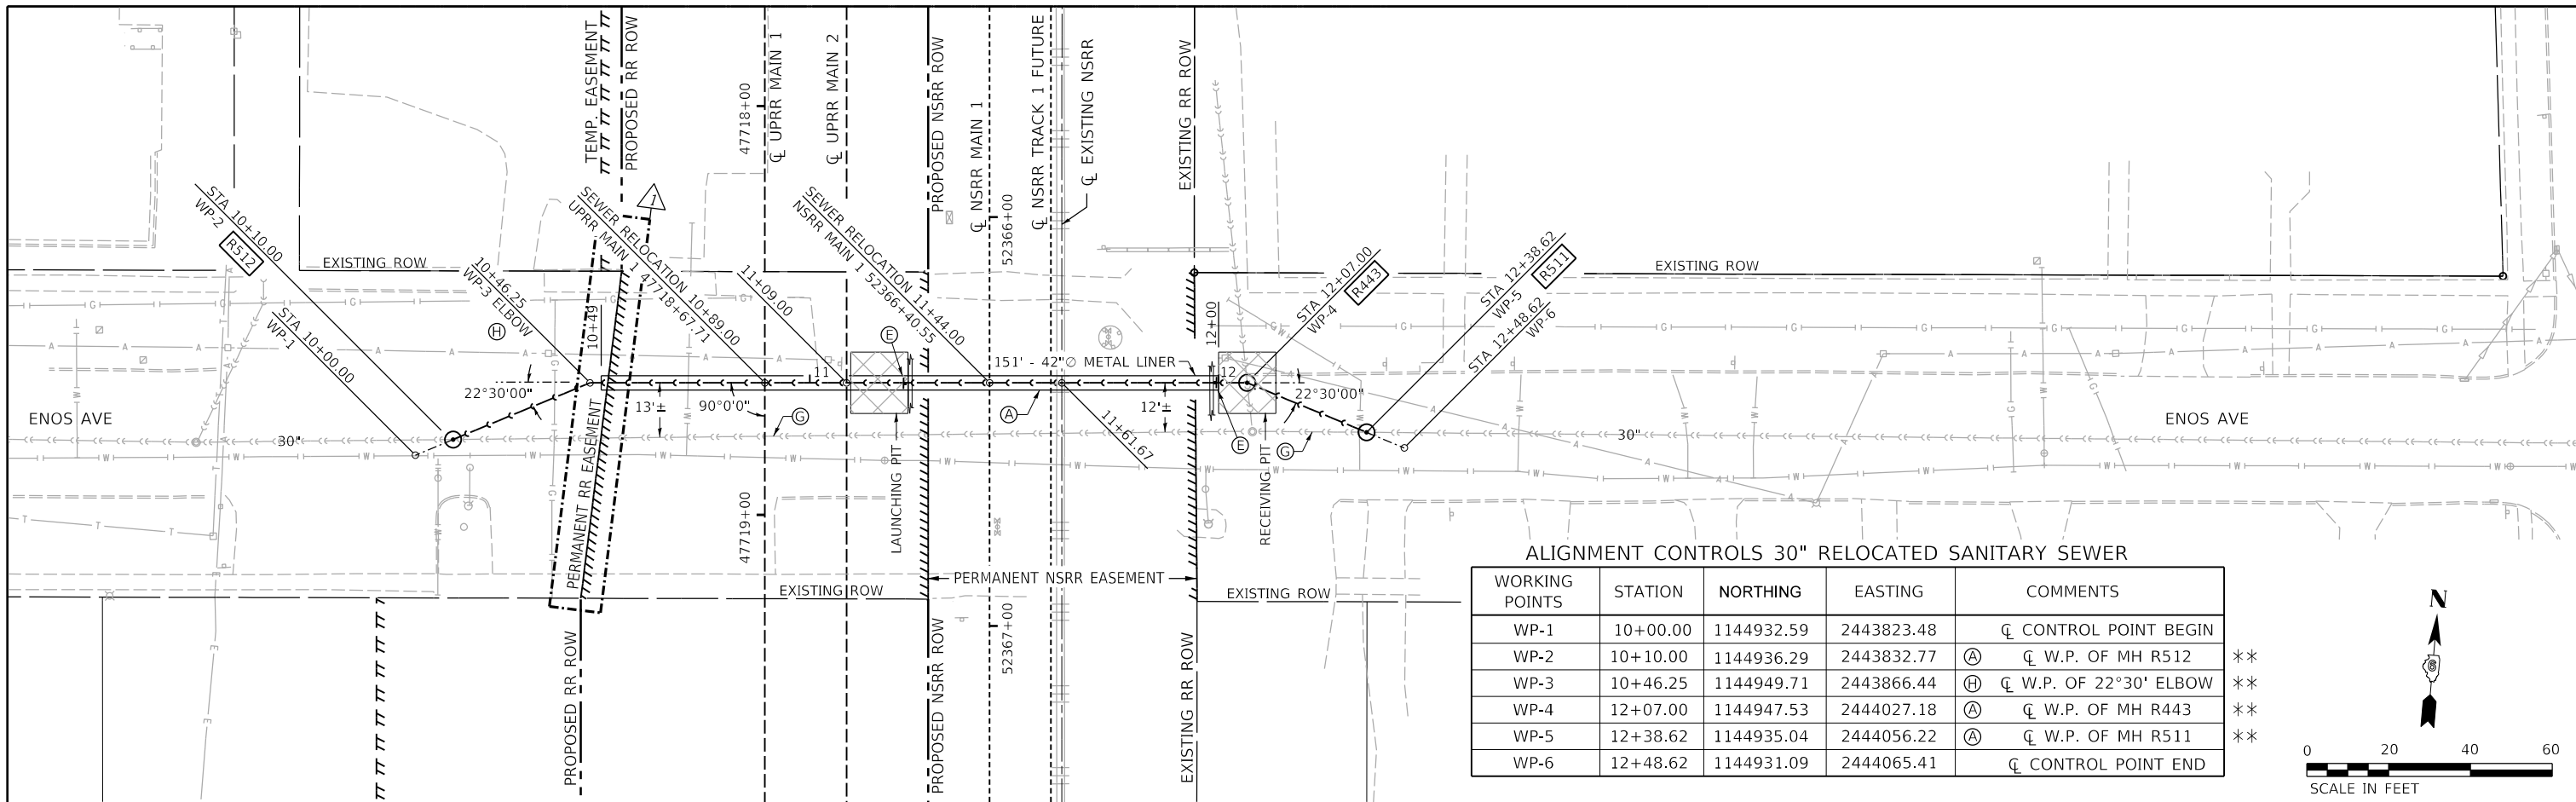 TEMP. EASEMENT
PROPOSED RR ROW
47718+00
℄ UPRR MAIN 1
℄ UPRR MAIN 2
PROPOSED NSRR ROW
℄ NSRR MAIN 1
52366+00
℄ NSRR TRACK 1 FUTURE
℄ EXISTING NSRR
EXISTING RR ROW
1
STA 10+10.00
WP-2
R512
STA 10+00.00
WP-1
EXISTING ROW
10+46.25
WP-3 ELBOW
H
10+49
SEWER RELOCATION 10+89.00
UPRR MAIN 1 47718+67.71
11+09.00
SEWER RELOCATION 11+44.00
NSRR MAIN 1 52366+40.55
E
151' - 42"∅ METAL LINER
12+00
STA 12+07.00
WP-4
R443
STA 12+38.62
WP-5
R511
STA 12+48.62
WP-6
EXISTING ROW
22°30'00"
11
12
22°30'00"
13'±
90°0'0"
G
A
12'±
11+61.67
E
G
ENOS AVE
30"
30"
ENOS AVE
PERMANENT RR EASEMENT
LAUNCHING PIT
RECEIVING PIT
47719+00
EXISTING ROW
PERMANENT NSRR EASEMENT
EXISTING ROW
52367+00
PROPOSED RR ROW
PROPOSED NSRR ROW
EXISTING RR ROW
ALIGNMENT CONTROLS 30" RELOCATED SANITARY SEWER
WORKING POINTS STATION NORTHING EASTING COMMENTS
WP-1 10+00.00 1144932.59 2443823.48 ℄ CONTROL POINT BEGIN
WP-2 10+10.00 1144936.29 2443832.77 A ℄ W.P. OF MH R512 **
WP-3 10+46.25 1144949.71 2443866.44 H ℄ W.P. OF 22°30' ELBOW **
WP-4 12+07.00 1144947.53 2444027.18 A ℄ W.P. OF MH R443 **
WP-5 12+38.62 1144935.04 2444056.22 A ℄ W.P. OF MH R511 **
WP-6 12+48.62 1144931.09 2444065.41 ℄ CONTROL POINT END
N
0 20 40 60
SCALE IN FEET